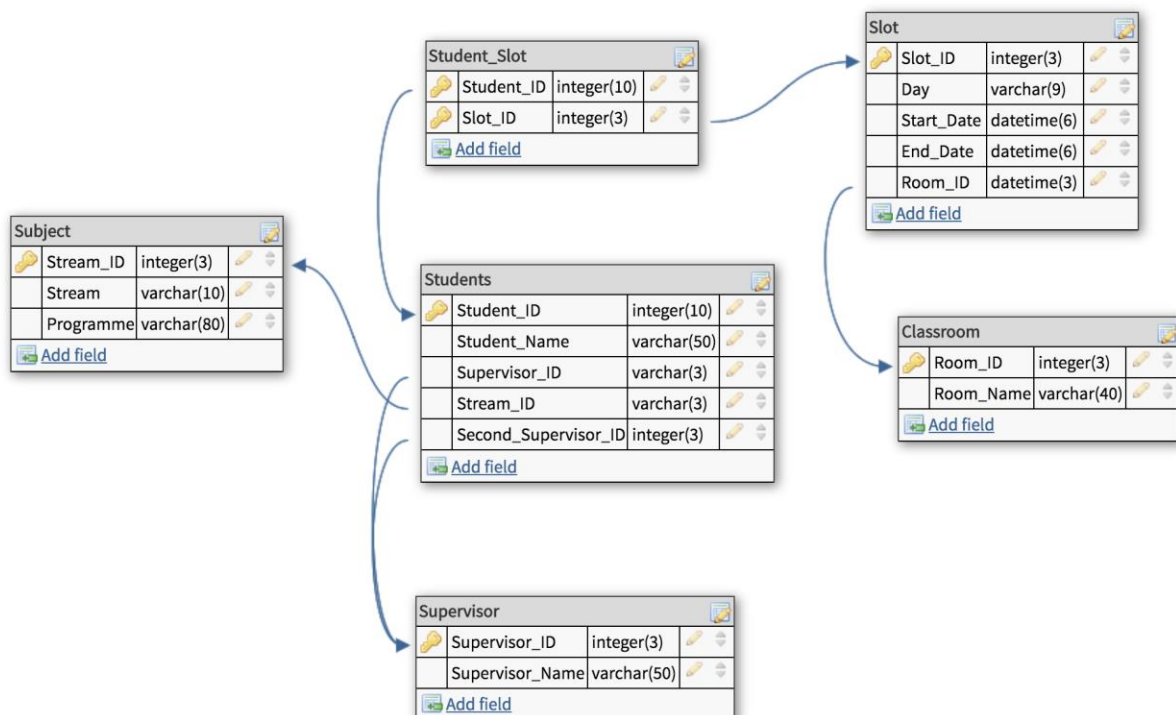 Student_Slot
Student_ID integer(10)
Slot_ID integer(3)
Add field
Slot
Slot_ID integer(3)
Day varchar(9)
Start_Date datetime(6)
End_Date datetime(6)
Room_ID datetime(3)
Add field
Subject
Stream_ID integer(3)
Stream varchar(10)
Programme varchar(80)
Add field
Students
Student_ID integer(10)
Student_Name varchar(50)
Supervisor_ID varchar(3)
Stream_ID varchar(3)
Second_Supervisor_ID integer(3)
Add field
Classroom
Room_ID integer(3)
Room_Name varchar(40)
Add field
Supervisor
Supervisor_ID integer(3)
Supervisor_Name varchar(50)
Add field